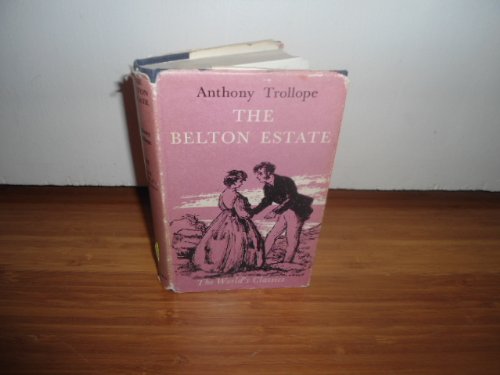 Anthony Trollope
THE
BELTON ESTATE
The World's Classics